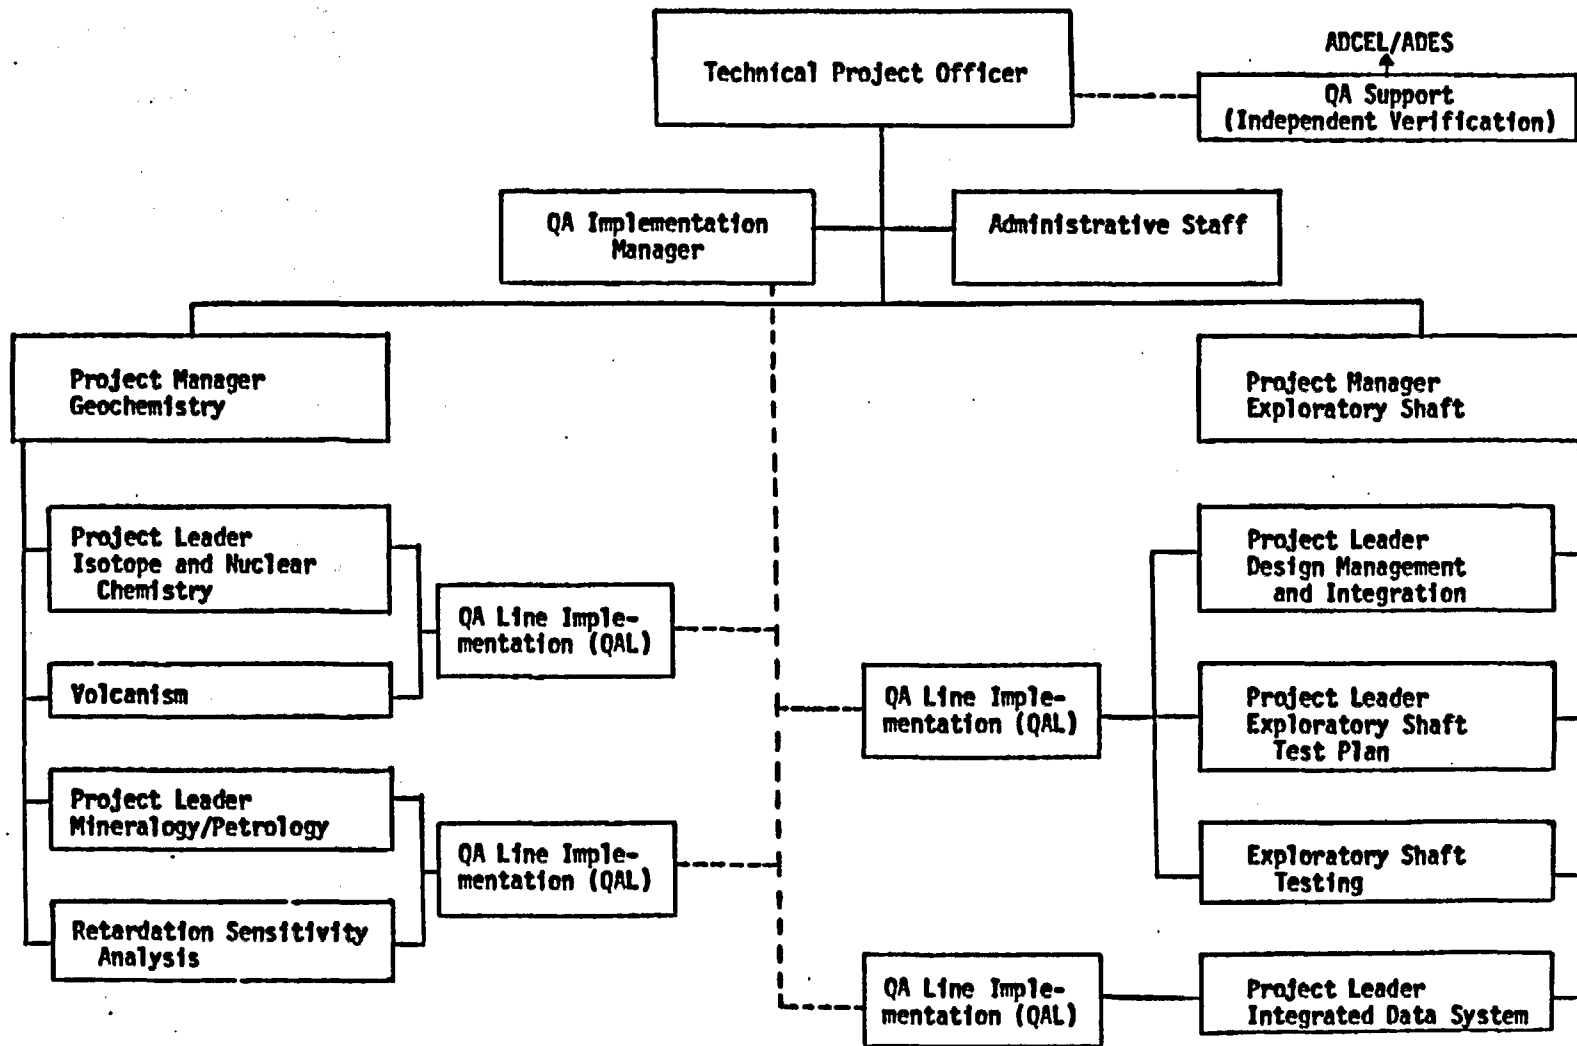 Technical Project Officer
ADCEL/ADES
QA Support
(Independent Verification)
QA Implementation
Manager
Administrative Staff
Project Manager
Geochemistry
Project Manager
Exploratory Shaft
Project Leader
Isotope and Nuclear
Chemistry
QA Line Imple-
mentation (QAL)
Volcanism
Project Leader
Mineralogy/Petrology
QA Line Imple-
mentation (QAL)
Retardation Sensitivity
Analysis
Project Leader
Design Management
and Integration
QA Line Imple-
mentation (QAL)
Project Leader
Exploratory Shaft
Test Plan
Exploratory Shaft
Testing
QA Line Imple-
mentation (QAL)
Project Leader
Integrated Data System